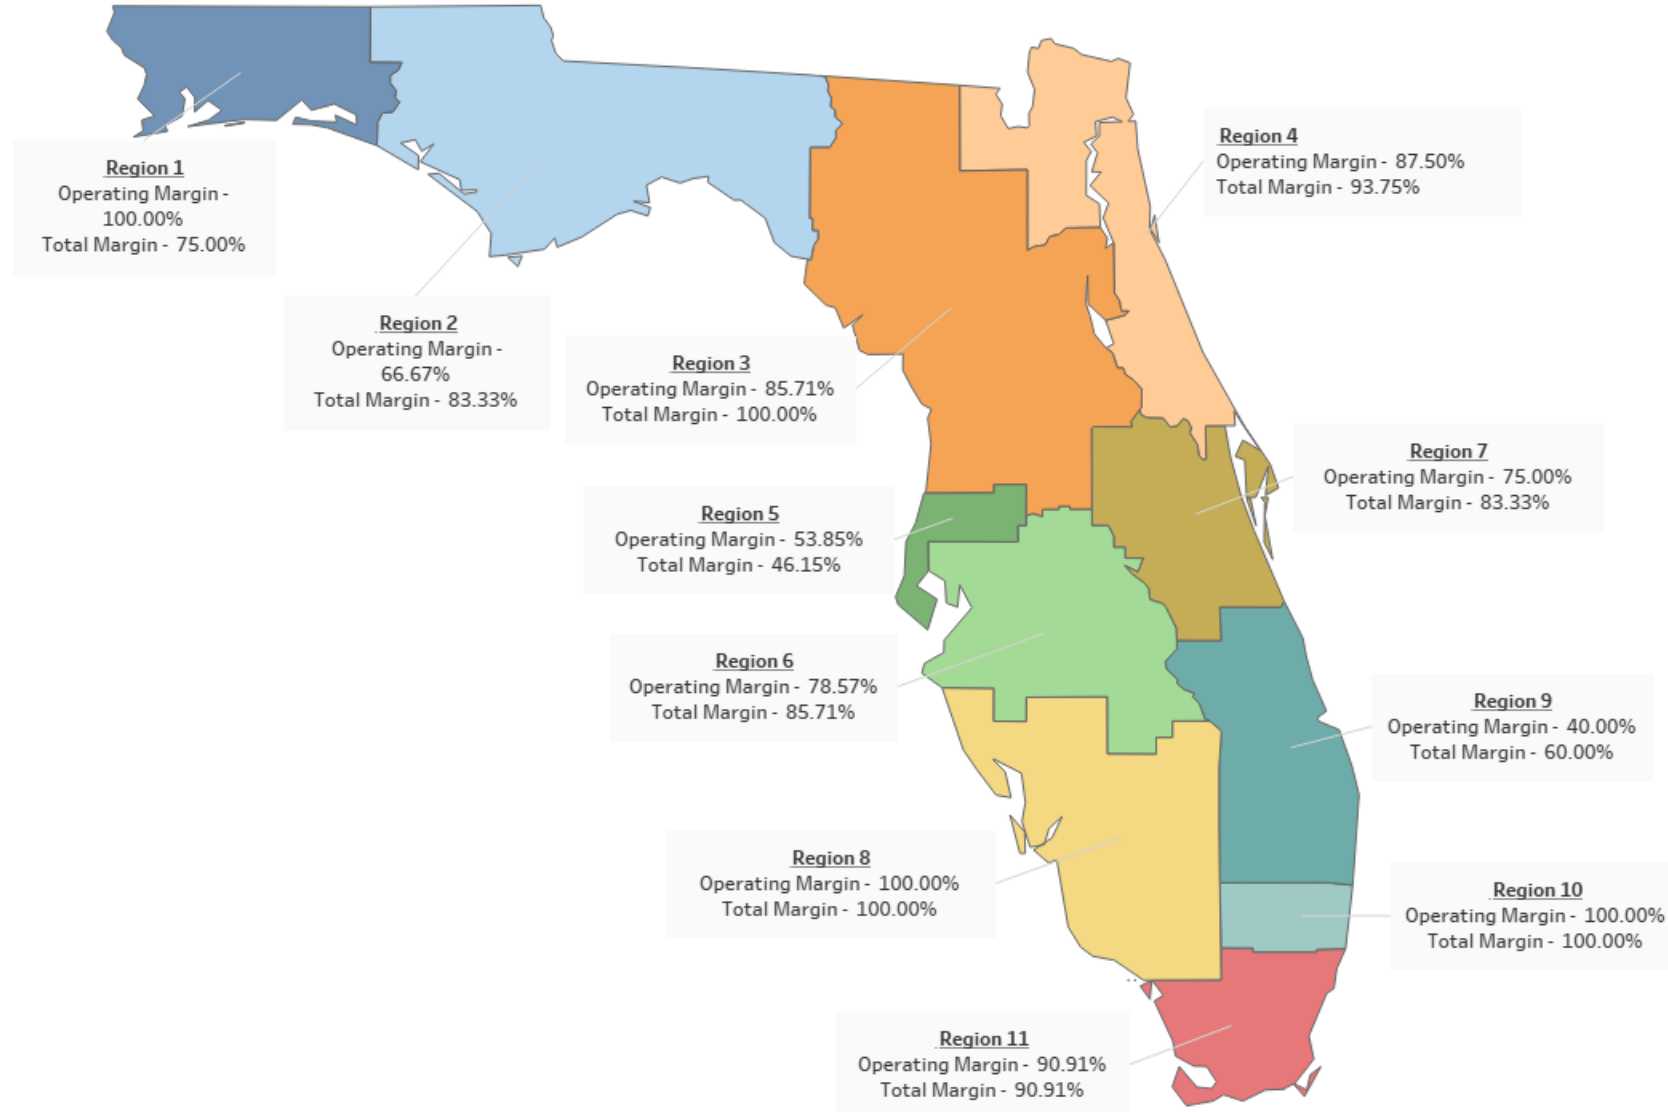 Region 1
Operating Margin -
100.00%
Total Margin - 75.00%
Region 2
Operating Margin -
66.67%
Total Margin - 83.33%
Region 3
Operating Margin - 85.71%
Total Margin - 100.00%
Region 4
Operating Margin - 87.50%
Total Margin - 93.75%
Region 5
Operating Margin - 53.85%
Total Margin - 46.15%
Region 6
Operating Margin - 78.57%
Total Margin - 85.71%
Region 7
Operating Margin - 75.00%
Total Margin - 83.33%
Region 8
Operating Margin - 100.00%
Total Margin - 100.00%
Region 9
Operating Margin - 40.00%
Total Margin - 60.00%
Region 10
Operating Margin - 100.00%
Total Margin - 100.00%
Region 11
Operating Margin - 90.91%
Total Margin - 90.91%